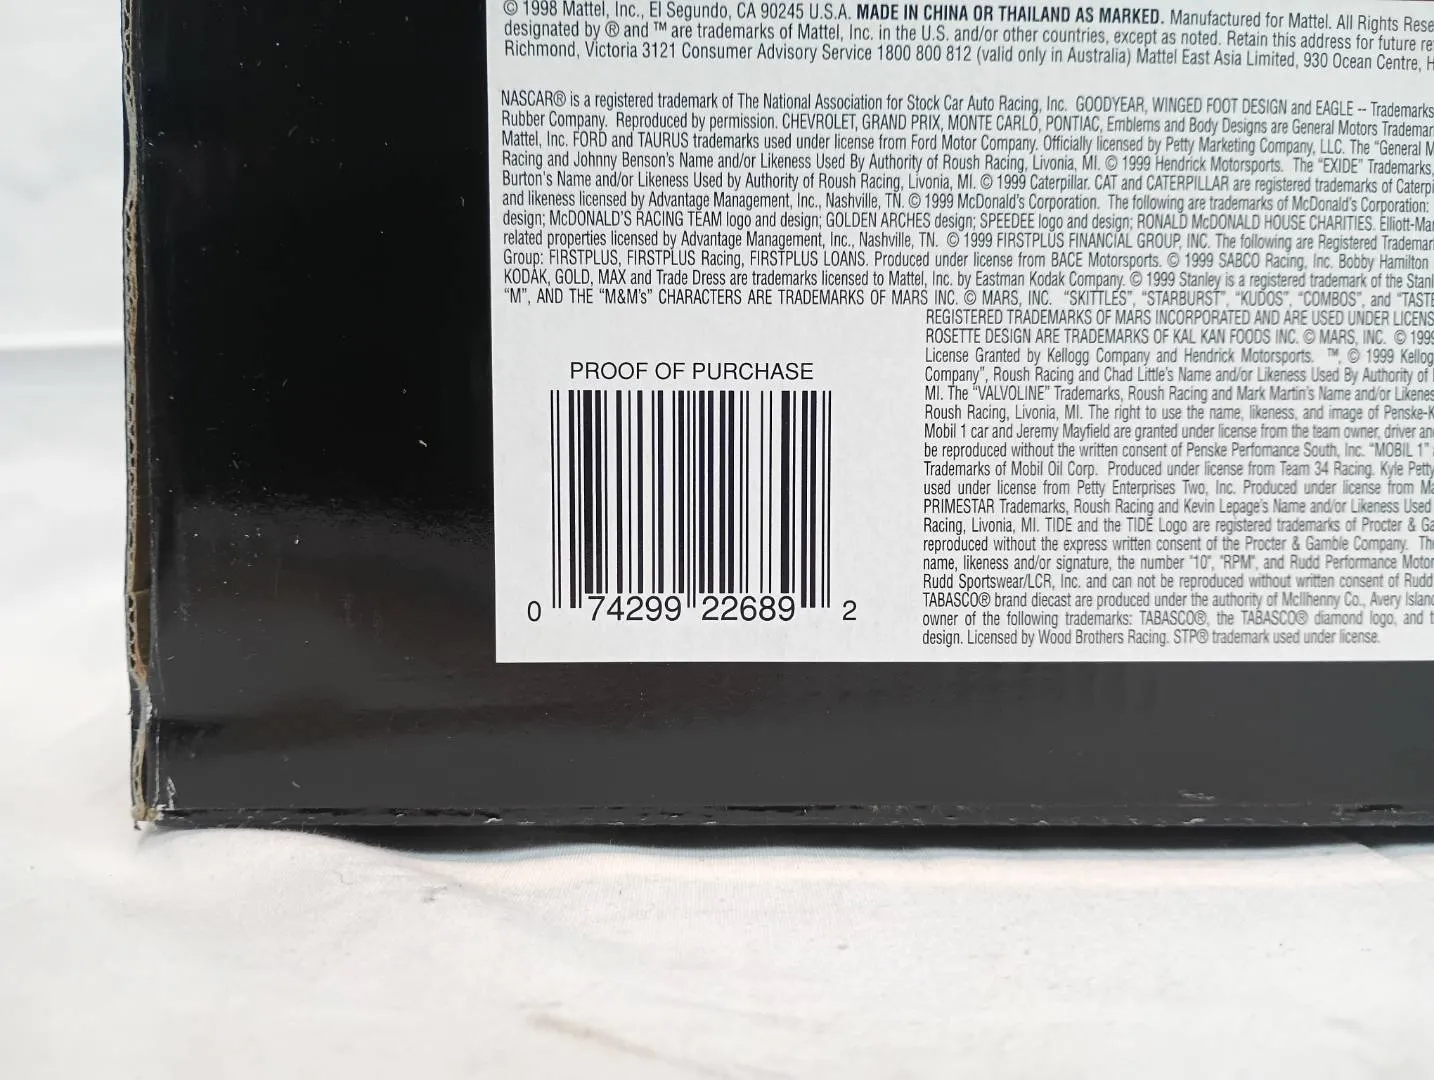 © 1998 Mattel, Inc., El Segundo, CA 90245 U.S.A. MADE IN CHINA OR THAILAND AS MARKED. Manufactured for Mattel. All Rights Rese
designated by ® and ™ are trademarks of Mattel, Inc. in the U.S. and/or other countries, except as noted. Retain this address for future re
Richmond, Victoria 3121 Consumer Advisory Service 1800 800 812 (valid only in Australia) Mattel East Asia Limited, 930 Ocean Centre, H
NASCAR® is a registered trademark of The National Association for Stock Car Auto Racing, Inc. GOODYEAR, WINGED FOOT DESIGN and EAGLE -- Trademarks
Rubber Company. Reproduced by permission. CHEVROLET, GRAND PRIX, MONTE CARLO, PONTIAC, Emblems and Body Designs are General Motors Trademar
Mattel, Inc. FORD and TAURUS trademarks used under license from Ford Motor Company. Officially licensed by Petty Marketing Company, LLC. The "General M
Racing and Johnny Benson's Name and/or Likeness Used By Authority of Roush Racing, Livonia, MI. © 1999 Hendrick Motorsports. The "EXIDE" Trademarks,
Burton's Name and/or Likeness Used by Authority of Roush Racing, Livonia, MI. © 1999 Caterpillar. CAT and CATERPILLAR are registered trademarks of Caterpi
and likeness licensed by Advantage Management, Inc., Nashville, TN. © 1999 McDonald's Corporation. The following are trademarks of McDonald's Corporation:
design; McDONALD'S RACING TEAM logo and design; GOLDEN ARCHES design; SPEEDEE logo and design; RONALD McDONALD HOUSE CHARITIES. Elliott-Mar
related properties licensed by Advantage Management, Inc., Nashville, TN. © 1999 FIRSTPLUS FINANCIAL GROUP, INC. The following are Registered Trademar
Group: FIRSTPLUS, FIRSTPLUS Racing, FIRSTPLUS LOANS. Produced under license from BACE Motorsports. © 1999 SABCO Racing, Inc. Bobby Hamilton
KODAK, GOLD, MAX and Trade Dress are trademarks licensed to Mattel, Inc. by Eastman Kodak Company. © 1999 Stanley is a registered trademark of the Stanl
"M", AND THE "M&M's" CHARACTERS ARE TRADEMARKS OF MARS INC. © MARS, INC. "SKITTLES", "STARBURST", "KUDOS", "COMBOS", and "TASTE
REGISTERED TRADEMARKS OF MARS INCORPORATED AND ARE USED UNDER LICENS
ROSETTE DESIGN ARE TRADEMARKS OF KAL KAN FOODS INC. © MARS, INC. © 1999
License Granted by Kellogg Company and Hendrick Motorsports. ™, © 1999 Kellog
Company", Roush Racing and Chad Little's Name and/or Likeness Used By Authority of
MI. The "VALVOLINE" Trademarks, Roush Racing and Mark Martin's Name and/or Likenes
Roush Racing, Livonia, MI. The right to use the name, likeness, and image of Penske-K
Mobil 1 car and Jeremy Mayfield are granted under license from the team owner, driver an
be reproduced without the written consent of Penske Perfomance South, Inc. "MOBIL 1"
Trademarks of Mobil Oil Corp. Produced under license from Team 34 Racing. Kyle Petty
used under license from Petty Enterprises Two, Inc. Produced under license from Ma
PRIMESTAR Trademarks, Roush Racing and Kevin Lepage's Name and/or Likeness Used
Racing, Livonia, MI. TIDE and the TIDE Logo are registered trademarks of Procter & Ga
reproduced without the express written consent of the Procter & Gamble Company. Th
name, likeness and/or signature, the number "10", "RPM", and Rudd Performance Motor
Rudd Sportswear/LCR, Inc. and can not be reproduced without written consent of Rudd
TABASCO® brand diecast are produced under the authority of McIlhenny Co., Avery Islan
owner of the following trademarks: TABASCO®, the TABASCO® diamond logo, and t
design. Licensed by Wood Brothers Racing. STP® trademark used under license.
PROOF OF PURCHASE
0 74299 22689 2